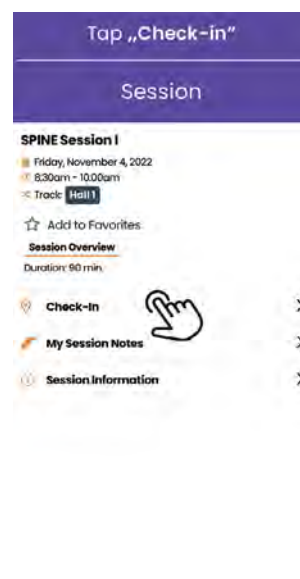 Tap „Check-in”
Session
SPINE Session I
Friday, November 4, 2022
8:30am - 10:00am
Track: Hall 1
Add to Favorites
Session Overview
Duration: 90 min.
Check-In
My Session Notes
Session Information